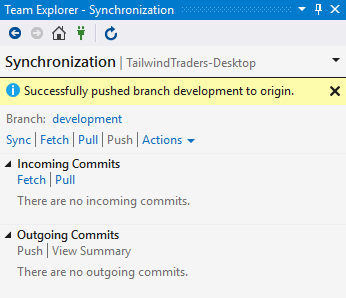 Team Explorer - Synchronization
Synchronization | TailwindTraders-Desktop
Successfully pushed branch development to origin.
Branch: development
Sync | Fetch | Pull | Push | Actions
Incoming Commits
Fetch | Pull
There are no incoming commits.
Outgoing Commits
Push | View Summary
There are no outgoing commits.